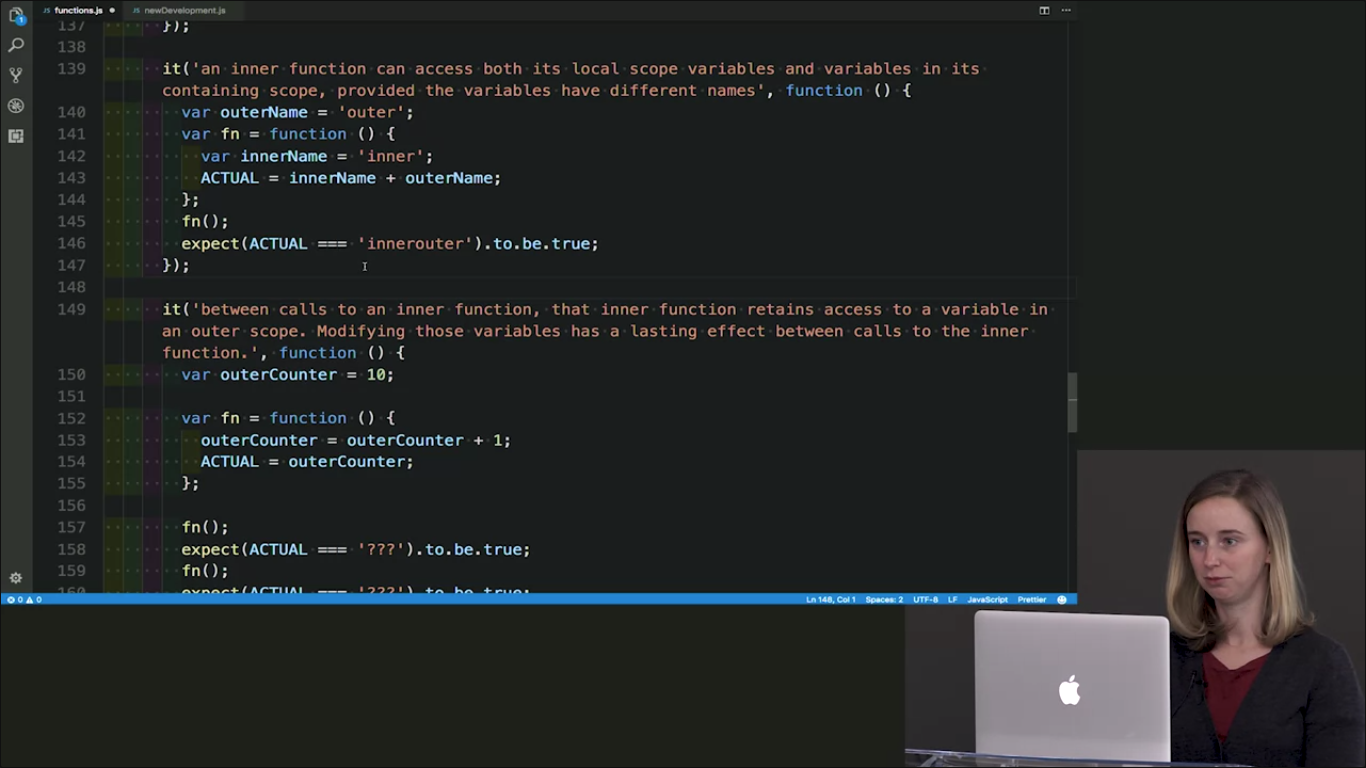 functions.js
newDevelopment.js
1
137 });
138
139 it('an inner function can access both its local scope variables and variables in its
containing scope, provided the variables have different names', function () {
140 var outerName = 'outer';
141 var fn = function () {
142 var innerName = 'inner';
143 ACTUAL = innerName + outerName;
144 };
145 fn();
146 expect(ACTUAL === 'innerouter').to.be.true;
147 });
148
149 it('between calls to an inner function, that inner function retains access to a variable in
an outer scope. Modifying those variables has a lasting effect between calls to the inner
function.', function () {
150 var outerCounter = 10;
151
152 var fn = function () {
153 outerCounter = outerCounter + 1;
154 ACTUAL = outerCounter;
155 };
156
157 fn();
158 expect(ACTUAL === '???').to.be.true;
159 fn();
160 expect(ACTUAL === '???').to.be.true;
0 0 Ln 148, Col 1 Spaces: 2 UTF-8 LF JavaScript Prettier